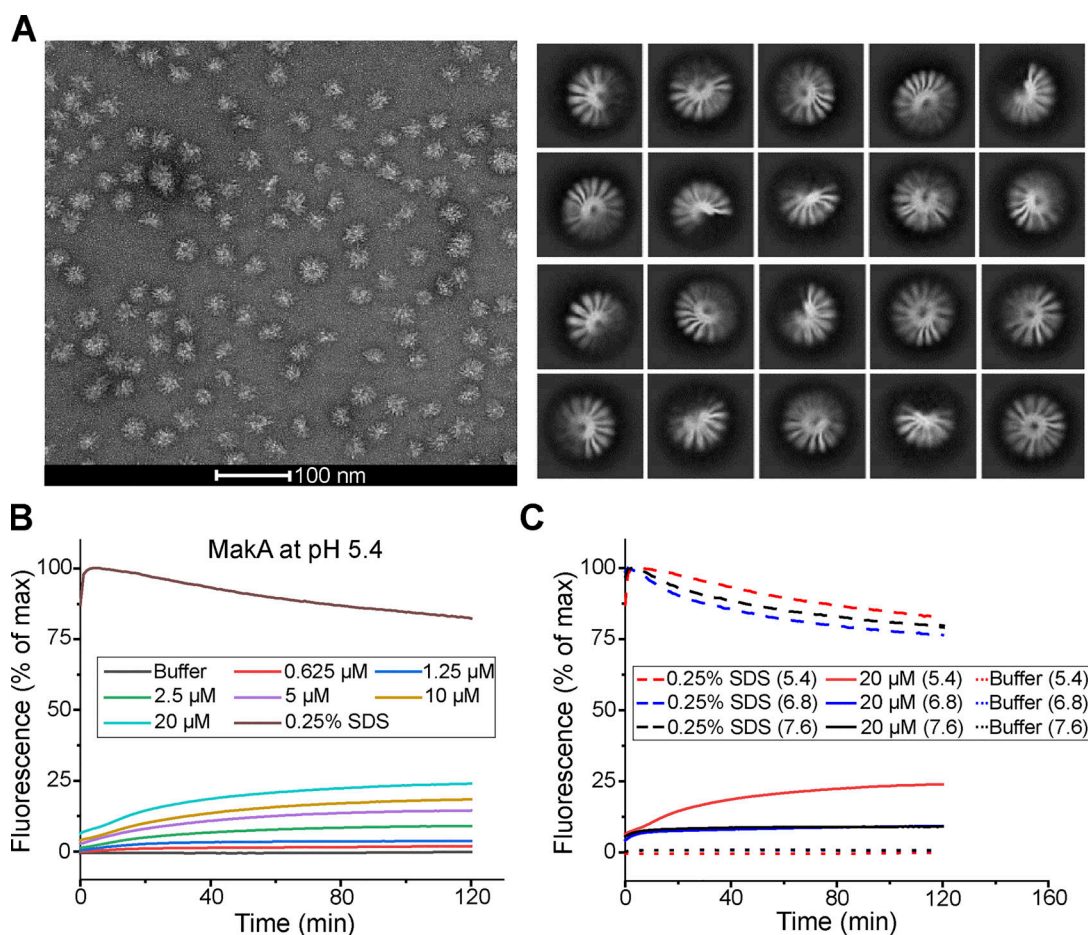 A
100 nm
B
MakA at pH 5.4
Fluorescence (% of max)
100
75
50
25
0
Buffer 0.625 µM 1.25 µM
2.5 µM 5 µM 10 µM
20 µM 0.25% SDS
0 40 80 120
Time (min)
C
Fluorescence (% of max)
100
75
50
25
0
0.25% SDS (5.4) 20 µM (5.4) Buffer (5.4)
0.25% SDS (6.8) 20 µM (6.8) Buffer (6.8)
0.25% SDS (7.6) 20 µM (7.6) Buffer (7.6)
0 40 80 120 160
Time (min)